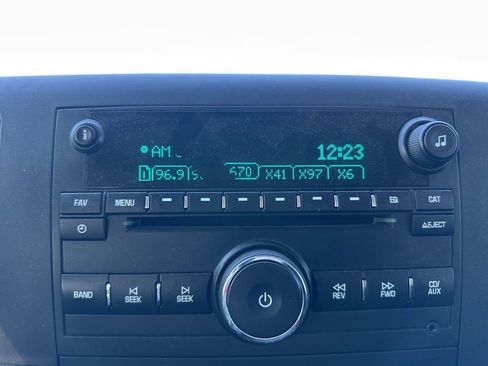 *AM 12:23
1 96.9 670 X41 X97 X6
FAV MENU EQ CAT
EJECT
BAND SEEK SEEK REV FWD CD/AUX